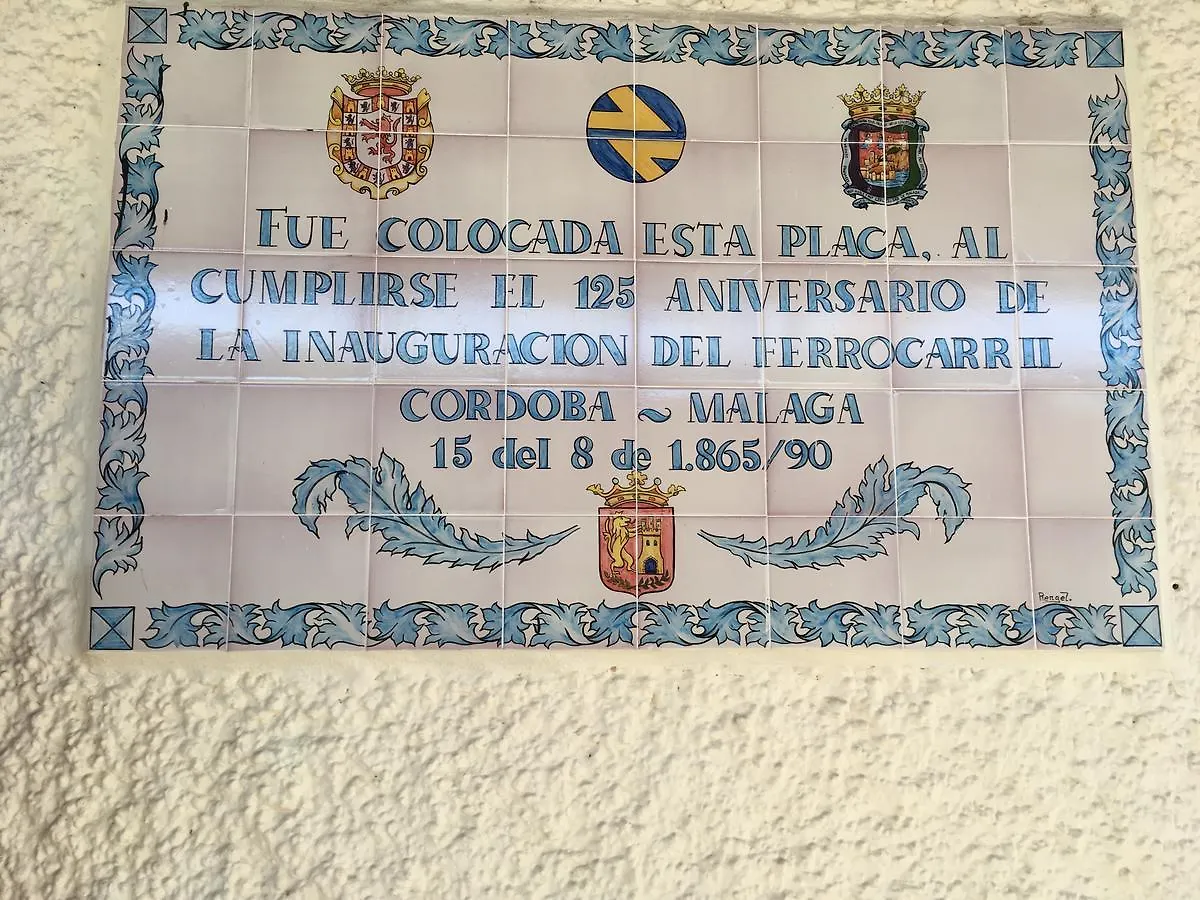 FUE COLOCADA ESTA PLACA, AL
CUMPLIRSE EL 125 ANIVERSARIO DE
LA INAUGURACION DEL FERROCARRIL
CORDOBA ~ MALAGA
15 del 8 de 1.865/90
Rengel.